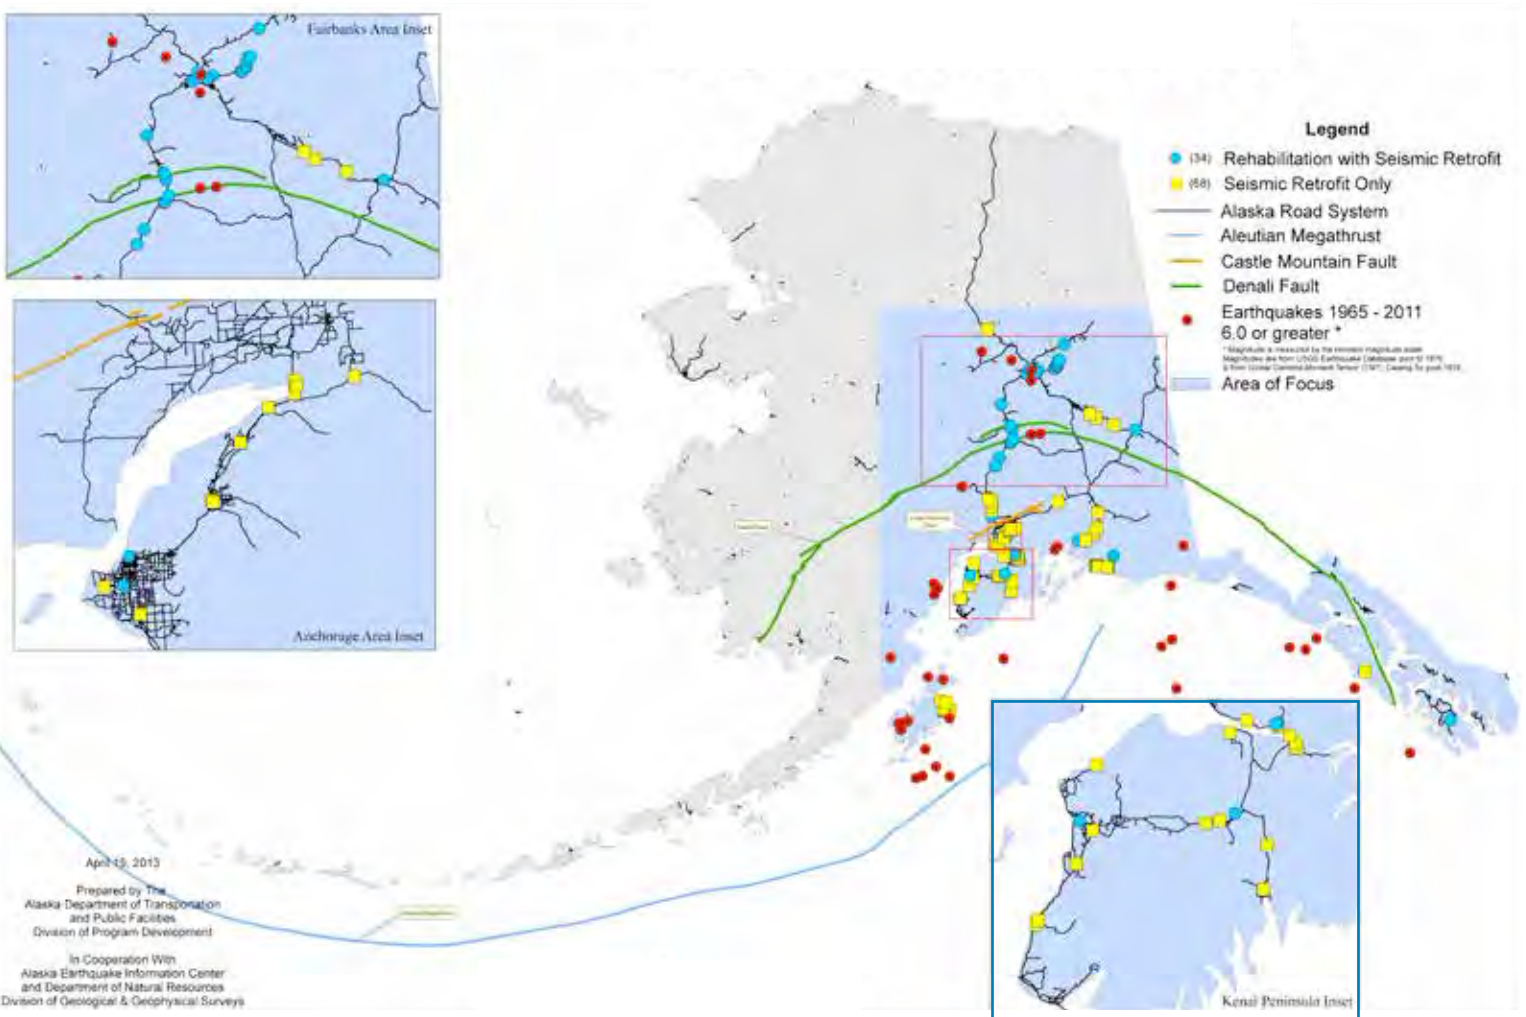 Fairbanks Area Inset
Anchorage Area Inset
Legend
(34) Rehabilitation with Seismic Retrofit
(68) Seismic Retrofit Only
Alaska Road System
Aleutian Megathrust
Castle Mountain Fault
Denali Fault
Earthquakes 1965 - 2011
6.0 or greater *
Area of Focus
April 15, 2013
Prepared by The
Alaska Department of Transportation
and Public Facilities
Division of Program Development
In Cooperation With
Alaska Earthquake Information Center
and Department of Natural Resources
Division of Geological & Geophysical Surveys
Kenai Peninsula Inset